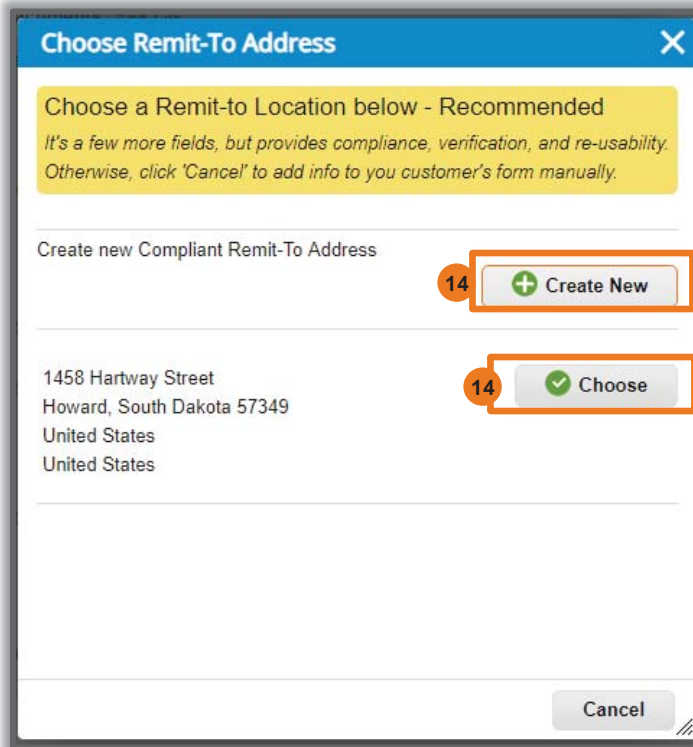 Choose Remit-To Address
Choose a Remit-to Location below - Recommended
It's a few more fields, but provides compliance, verification, and re-usability.
Otherwise, click 'Cancel' to add info to you customer's form manually.
Create new Compliant Remit-To Address
14 Create New
1458 Hartway Street
14 Choose
Howard, South Dakota 57349
United States
United States
Cancel